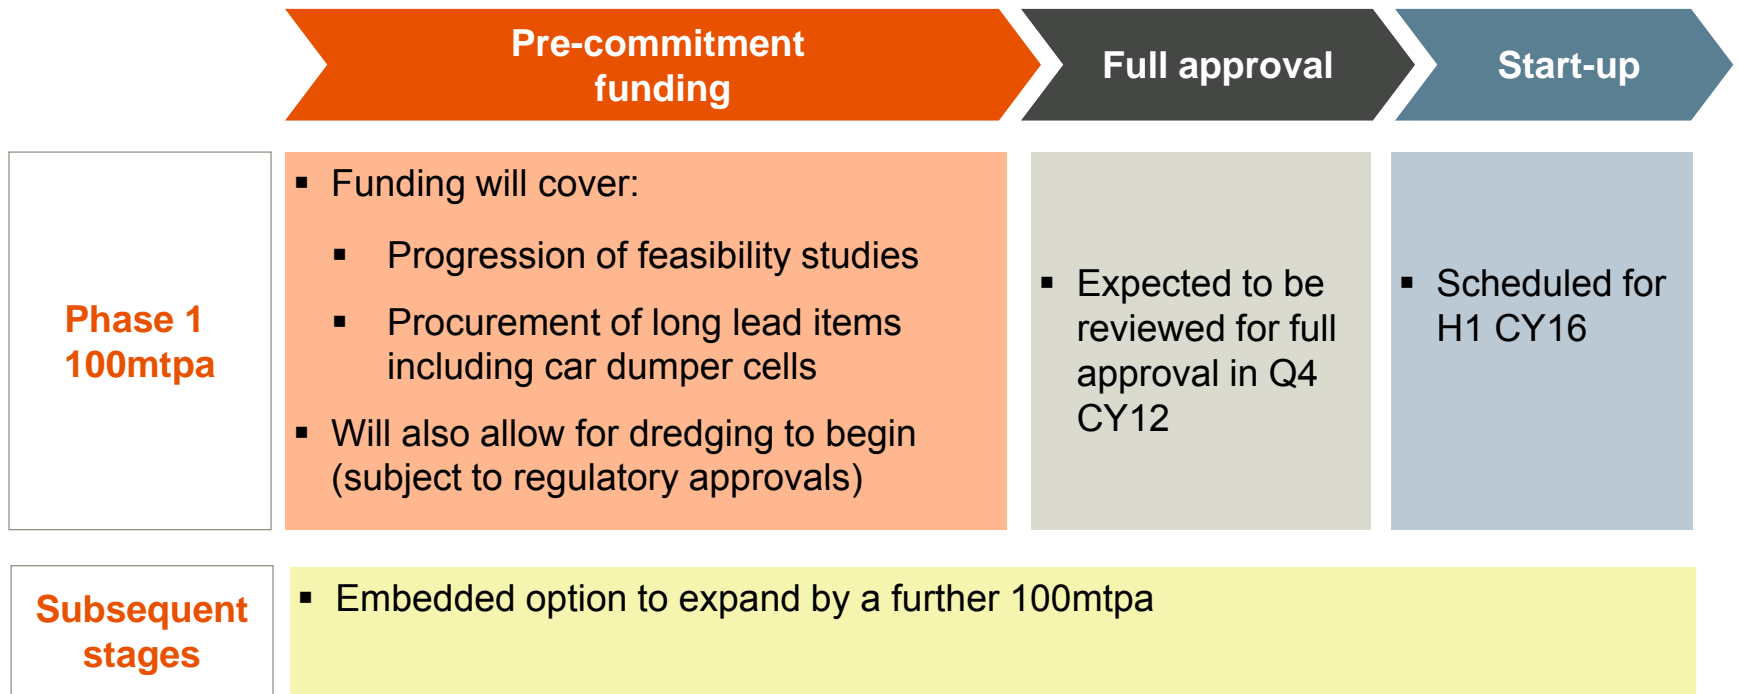 Pre-commitment
funding
Full approval
Start-up
Phase 1
100mtpa
▪ Funding will cover:
▪ Progression of feasibility studies
▪ Procurement of long lead items
including car dumper cells
▪ Will also allow for dredging to begin
(subject to regulatory approvals)
▪ Expected to be
reviewed for full
approval in Q4
CY12
▪ Scheduled for
H1 CY16
Subsequent
stages
▪ Embedded option to expand by a further 100mtpa